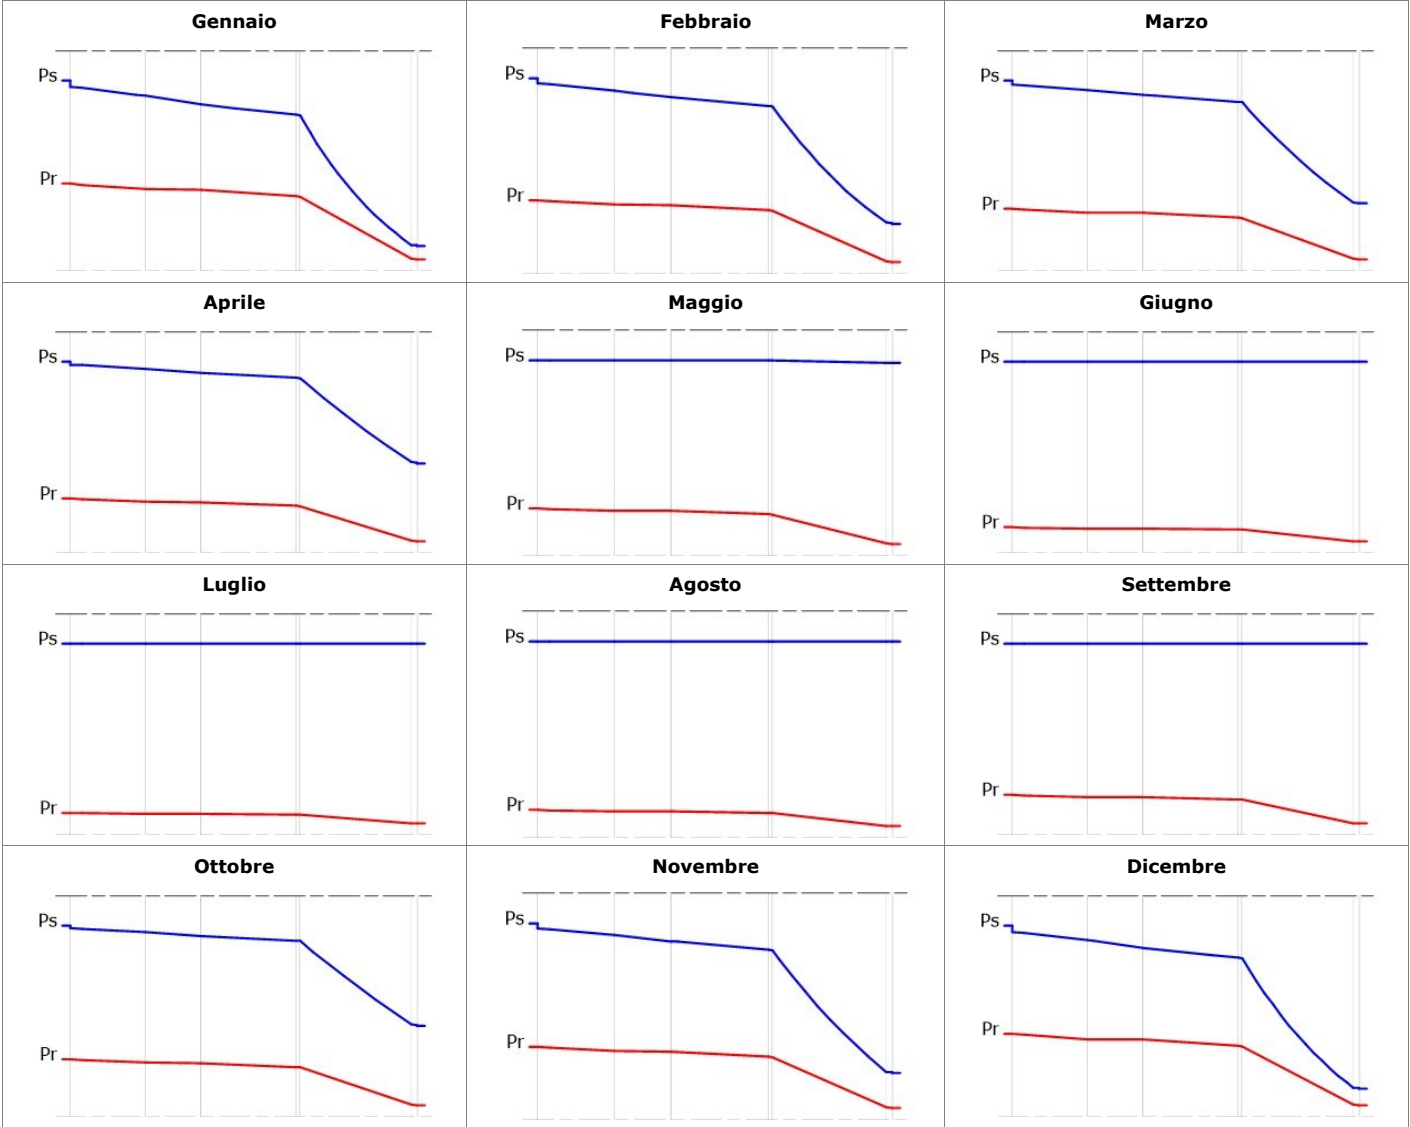 Gennaio
Febbraio
Marzo
Ps
Ps
Ps
Pr
Pr
Pr
Aprile
Maggio
Giugno
Ps
Ps
Ps
Pr
Pr
Pr
Luglio
Agosto
Settembre
Ps
Ps
Ps
Pr
Pr
Pr
Ottobre
Novembre
Dicembre
Ps
Ps
Ps
Pr
Pr
Pr